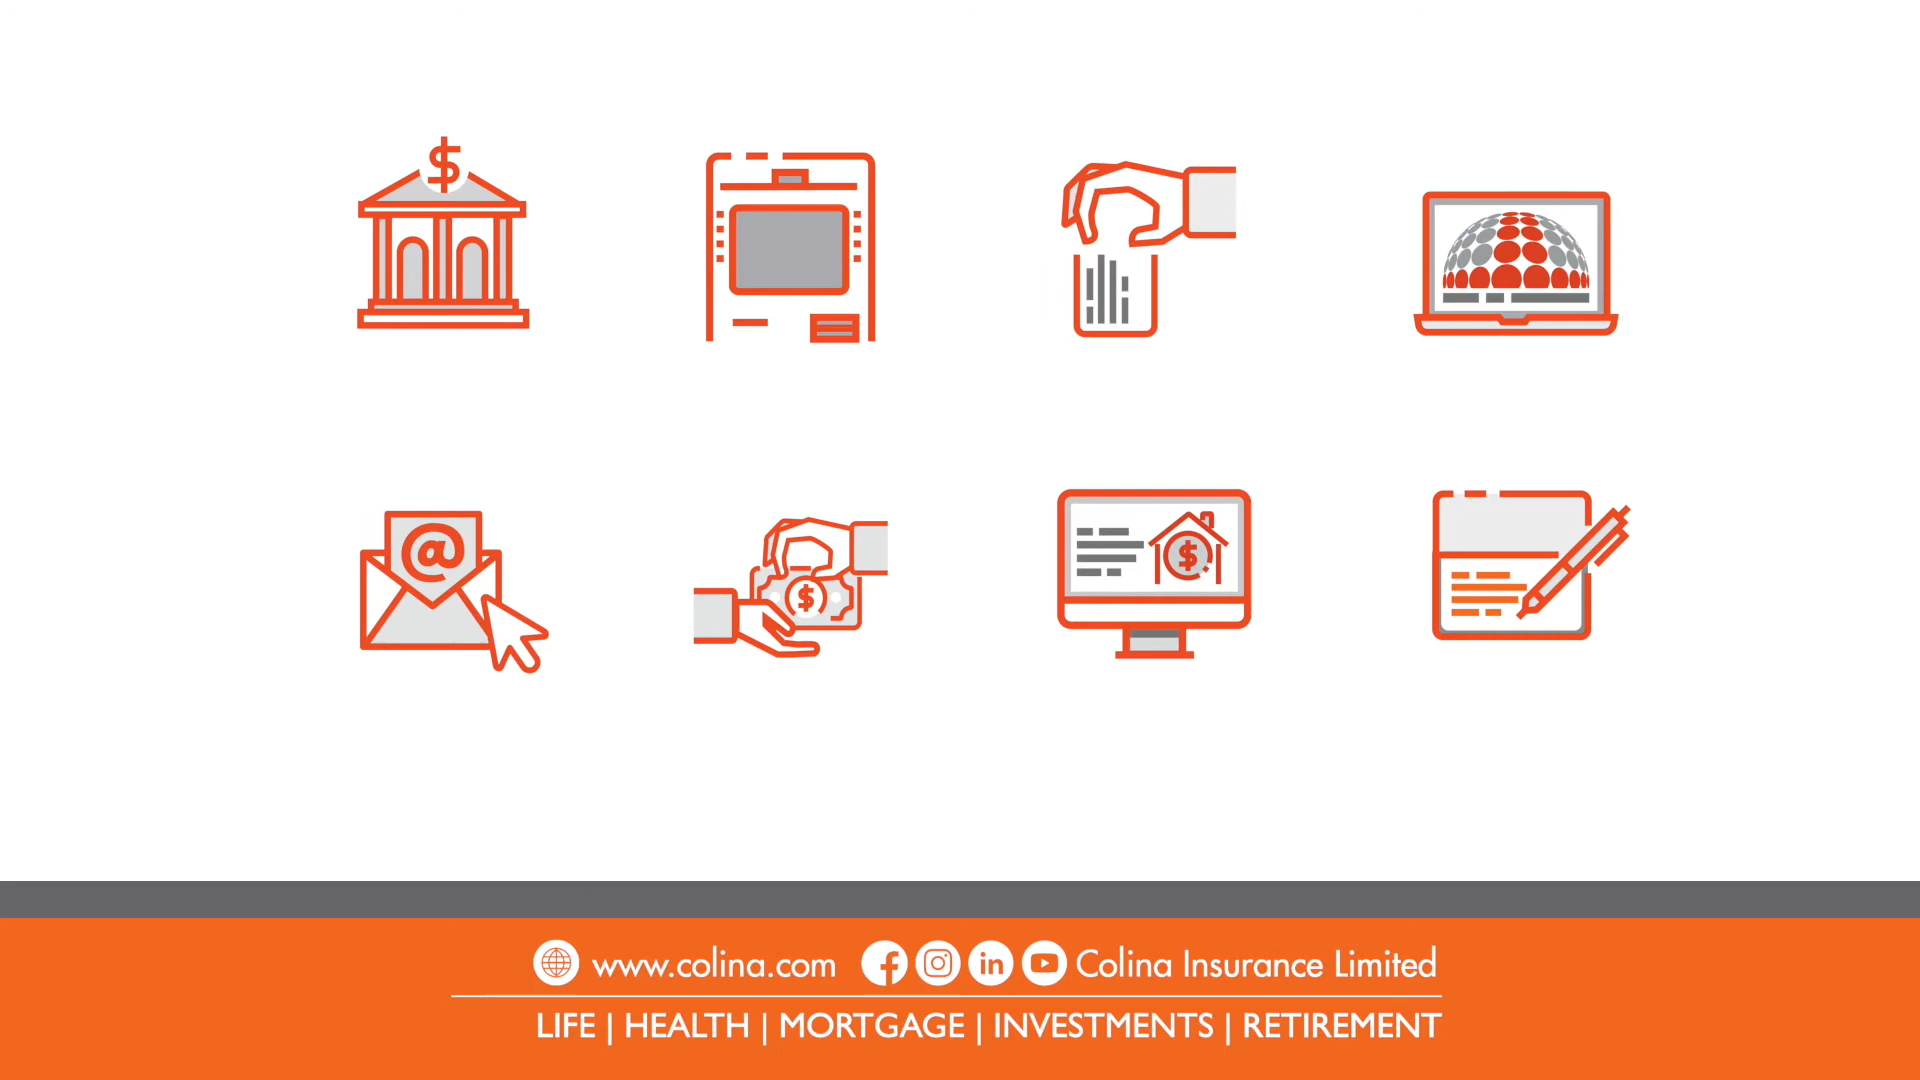 $
@
$
$
www.colina.com Colina Insurance Limited
LIFE | HEALTH | MORTGAGE | INVESTMENTS | RETIREMENT